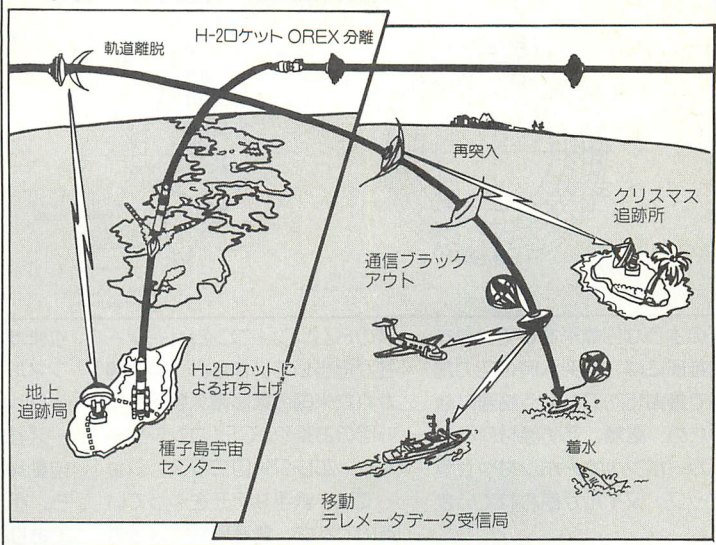 H-2ロケット OREX 分離
軌道離脱
再突入
クリスマス
追跡所
通信ブラック
アウト
H-2ロケットに
よる打ち上げ
地上
追跡局
種子島宇宙
センター
着水
移動
テレメータデータ受信局